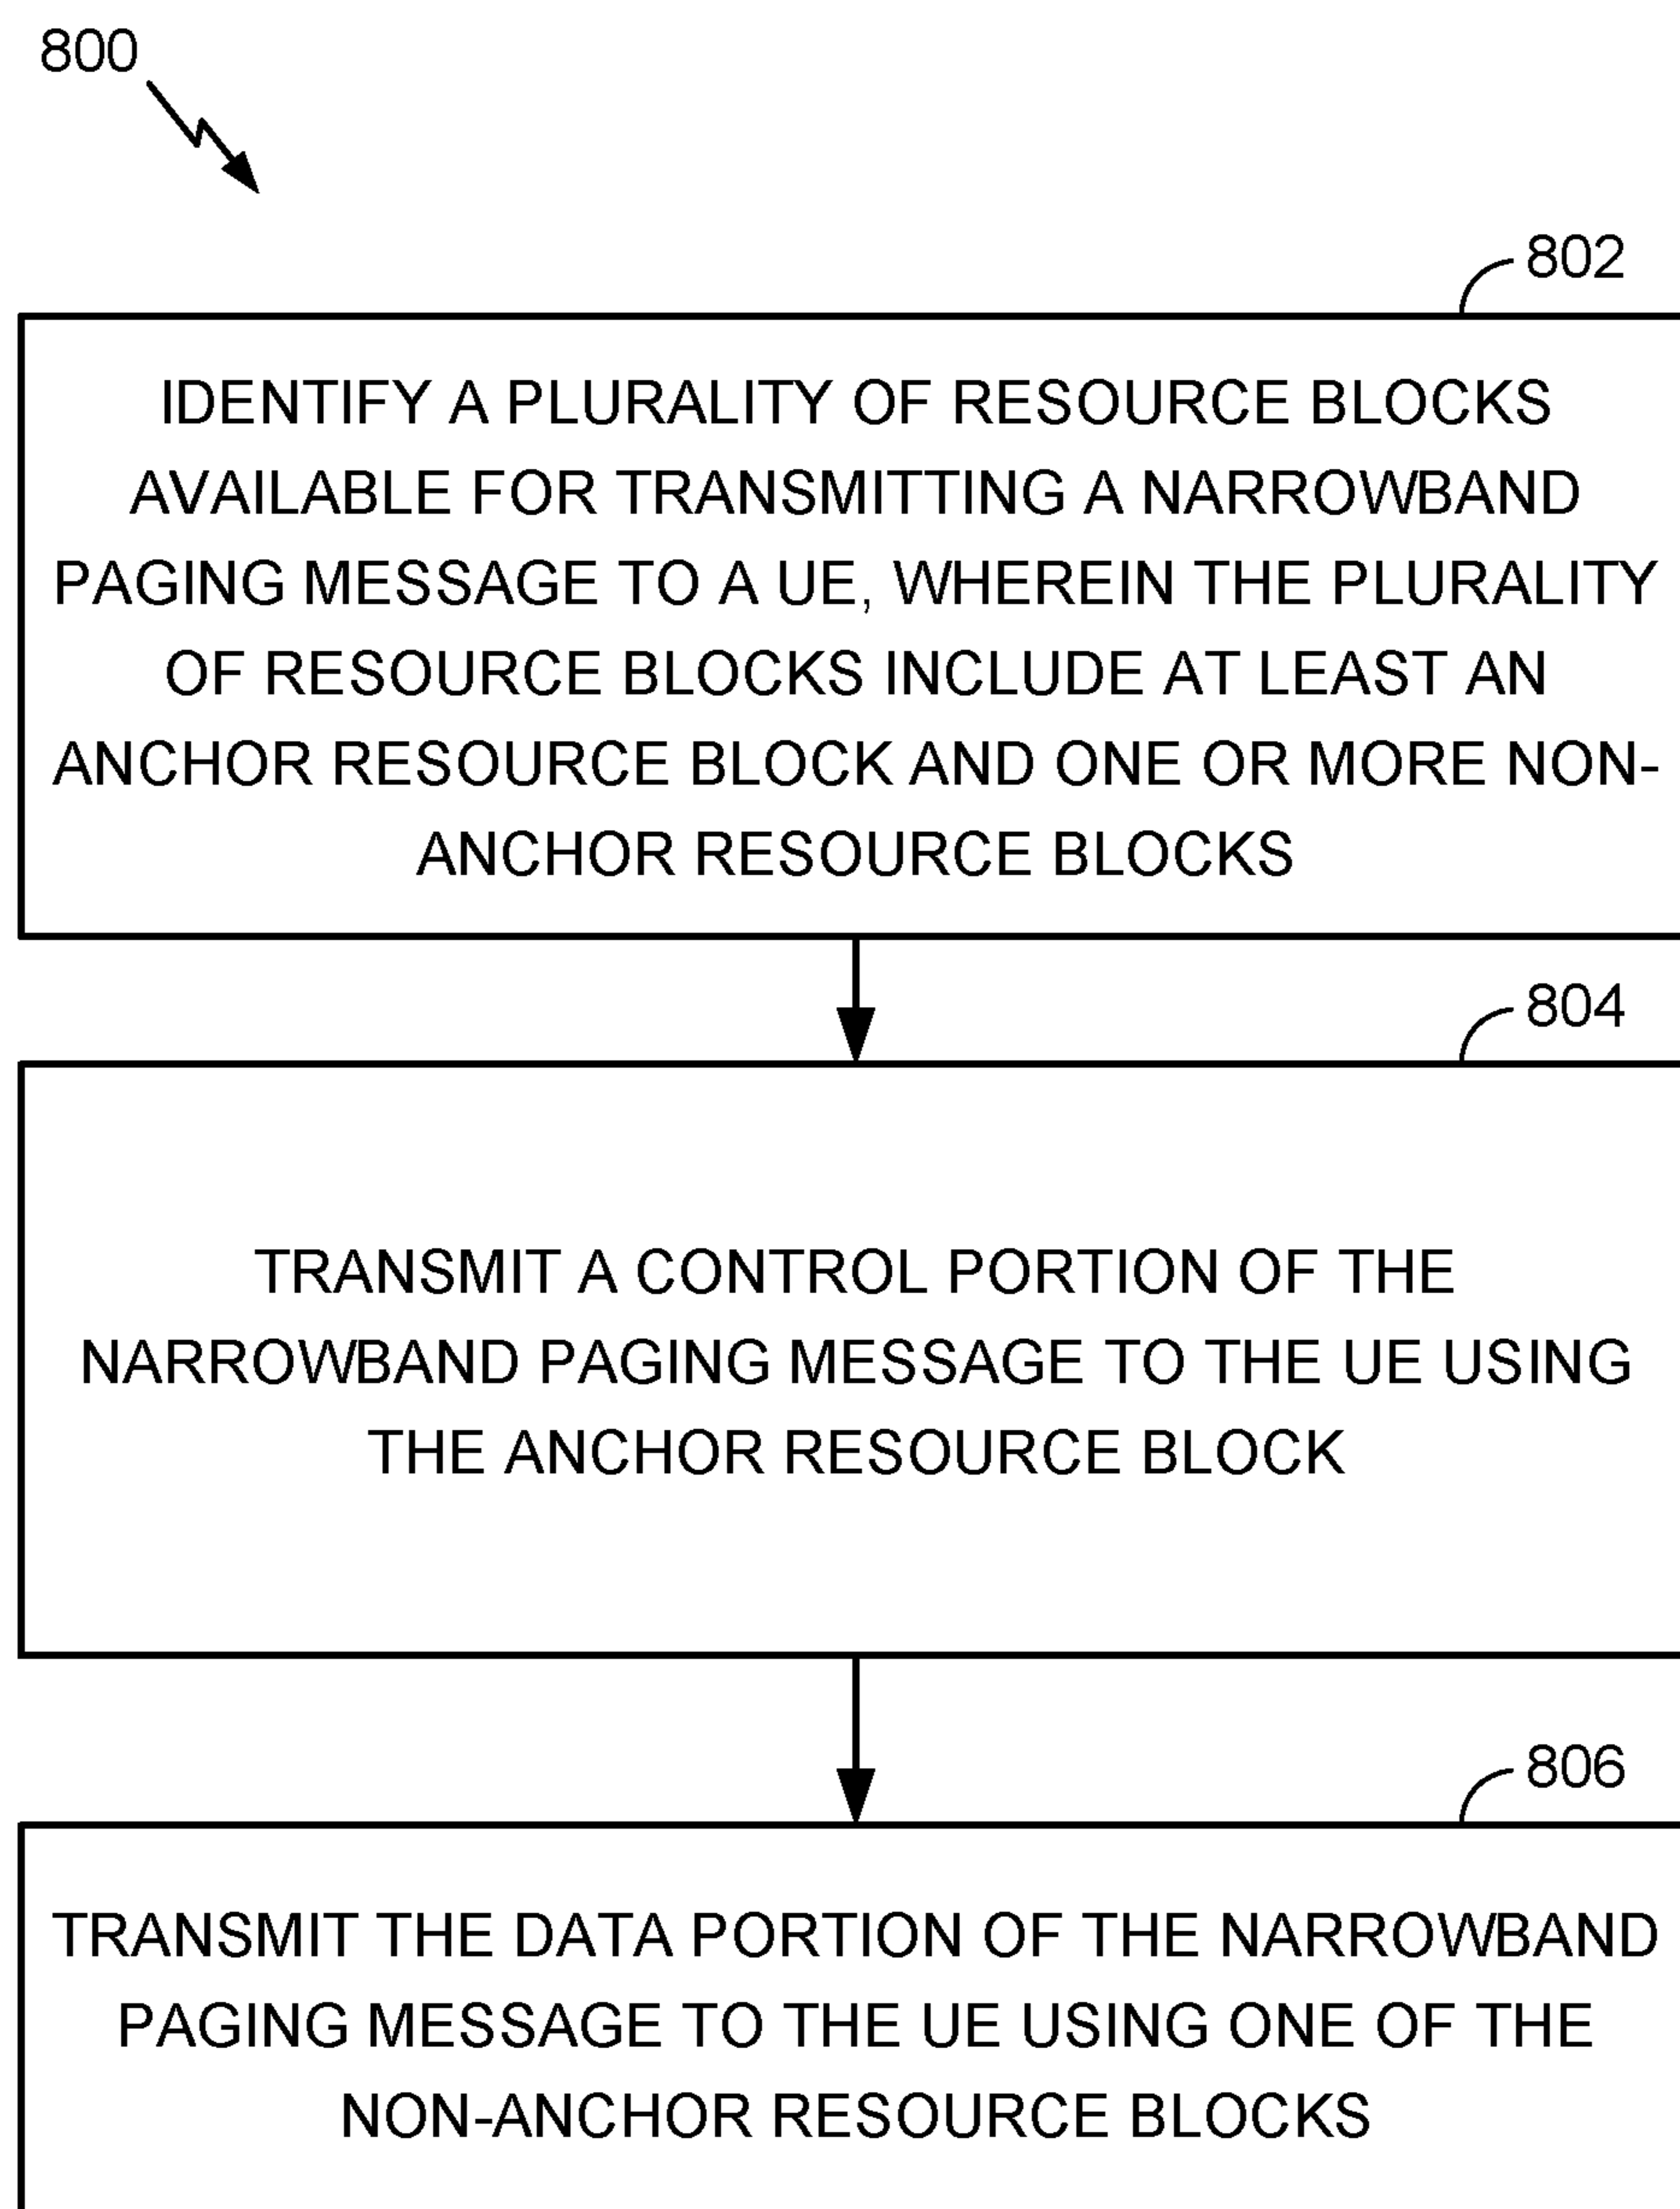 800
802
IDENTIFY A PLURALITY OF RESOURCE BLOCKS
AVAILABLE FOR TRANSMITTING A NARROWBAND
PAGING MESSAGE TO A UE, WHEREIN THE PLURALITY
OF RESOURCE BLOCKS INCLUDE AT LEAST AN
ANCHOR RESOURCE BLOCK AND ONE OR MORE NON-
ANCHOR RESOURCE BLOCKS
804
TRANSMIT A CONTROL PORTION OF THE
NARROWBAND PAGING MESSAGE TO THE UE USING
THE ANCHOR RESOURCE BLOCK
806
TRANSMIT THE DATA PORTION OF THE NARROWBAND
PAGING MESSAGE TO THE UE USING ONE OF THE
NON-ANCHOR RESOURCE BLOCKS